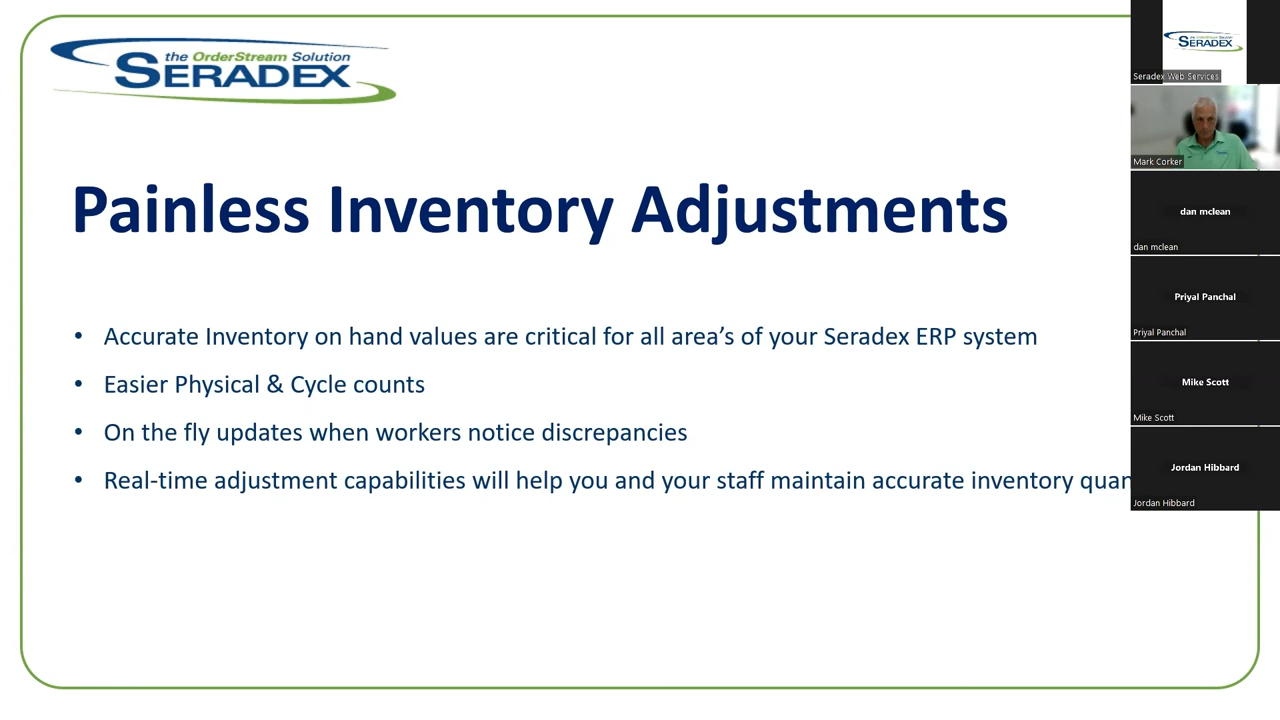 the OrderStream Solution
SERADEX
Painless Inventory Adjustments
• Accurate Inventory on hand values are critical for all area's of your Seradex ERP system
• Easier Physical & Cycle counts
• On the fly updates when workers notice discrepancies
• Real-time adjustment capabilities will help you and your staff maintain accurate inventory
SERADEX
Seradex Web Services
Mark Corker
dan mclean
dan mclean
Priyal Panchal
Priyal Panchal
Mike Scott
Mike Scott
Jordan Hibbard
Jordan Hibbard